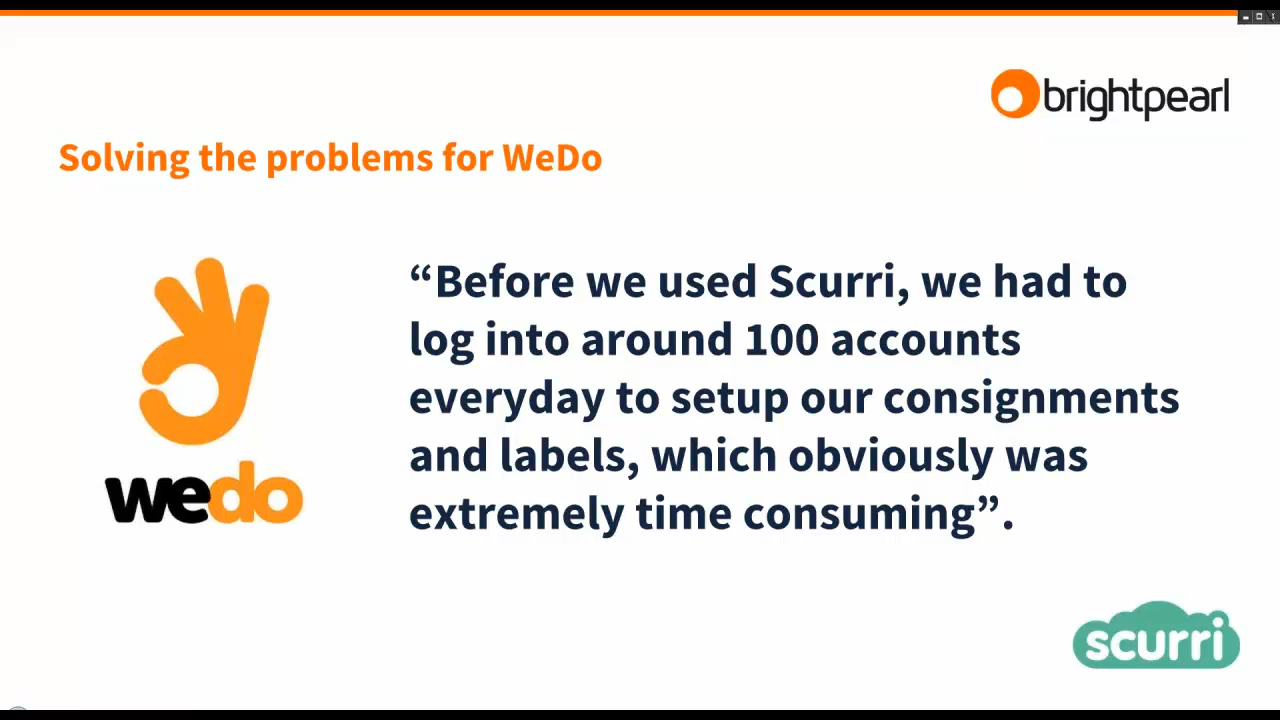 brightpearl
Solving the problems for WeDo
“Before we used Scurri, we had to
log into around 100 accounts
everyday to setup our consignments
and labels, which obviously was
extremely time consuming”.
wedo
scurri